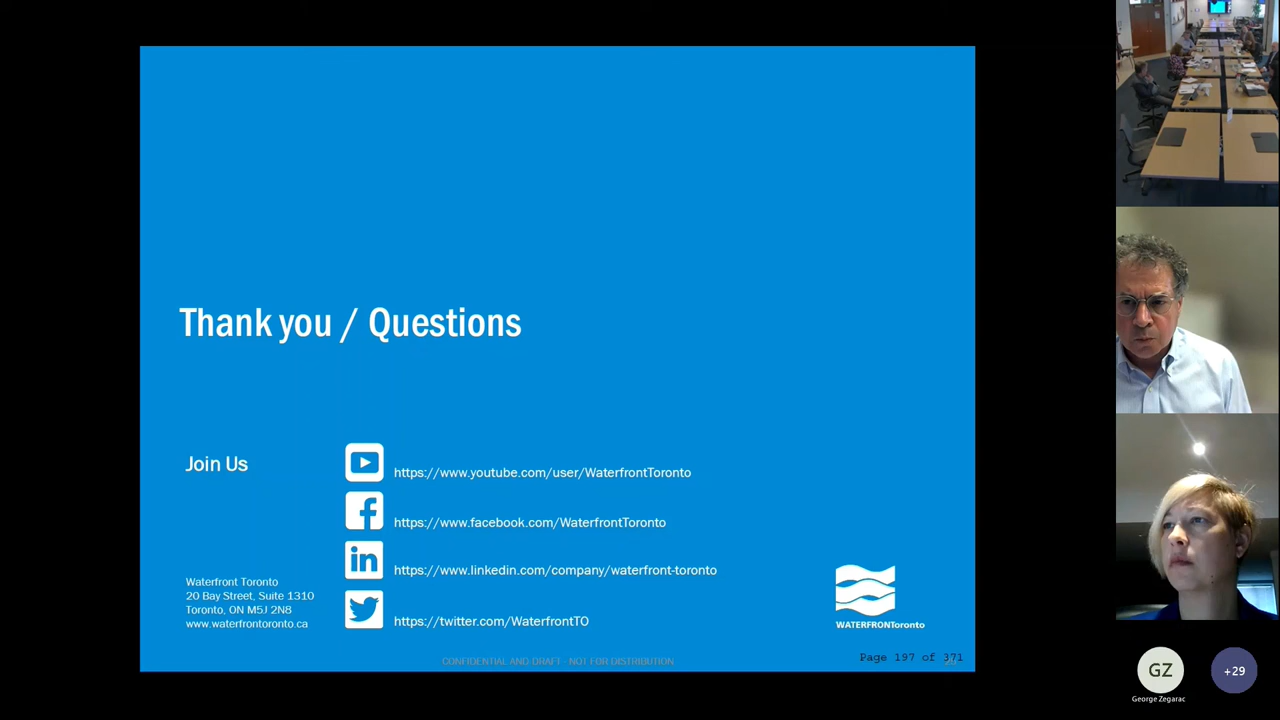 Thank you / Questions
Join Us
https://www.youtube.com/user/WaterfrontToronto
https://www.facebook.com/WaterfrontToronto
https://www.linkedin.com/company/waterfront-toronto
https://twitter.com/WaterfrontTO
Waterfront Toronto
20 Bay Street, Suite 1310
Toronto, ON M5J 2N8
www.waterfrontoronto.ca
WATERFRONToronto
CONFIDENTIAL AND DRAFT - NOT FOR DISTRIBUTION
Page 197 of 371
GZ
George Zegarac
+29